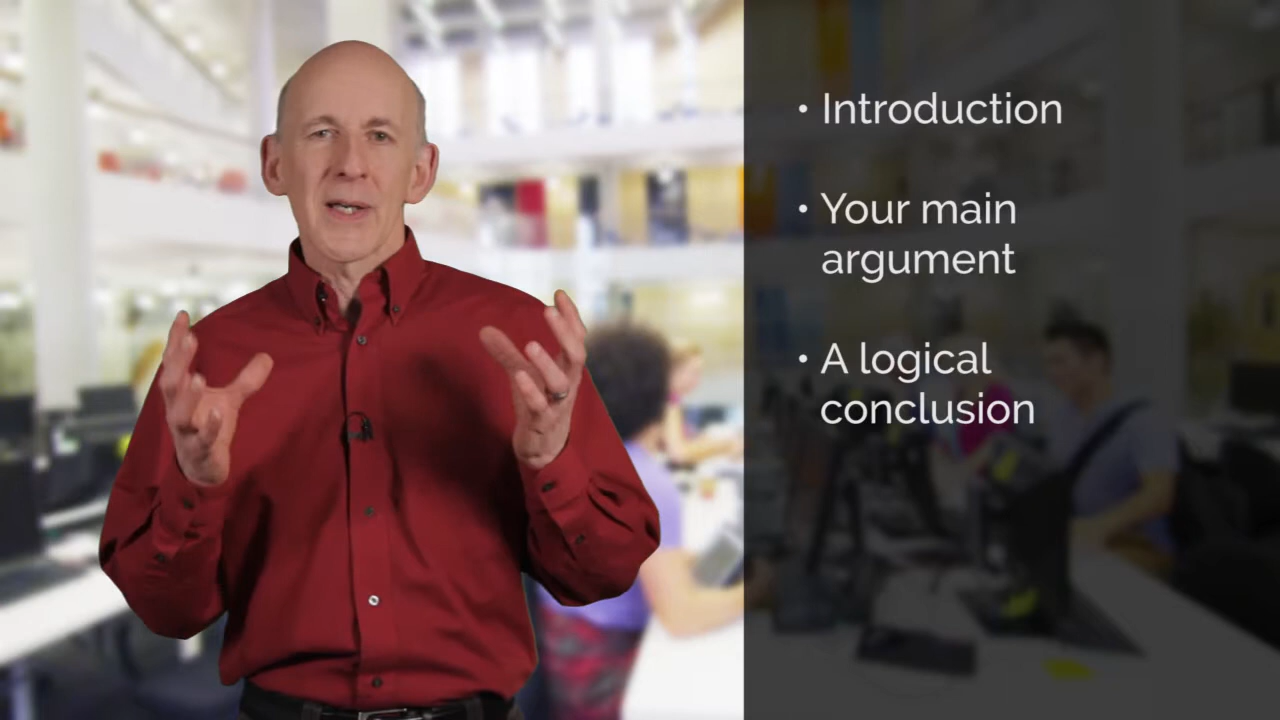 • Introduction
• Your main
argument
• A logical
conclusion